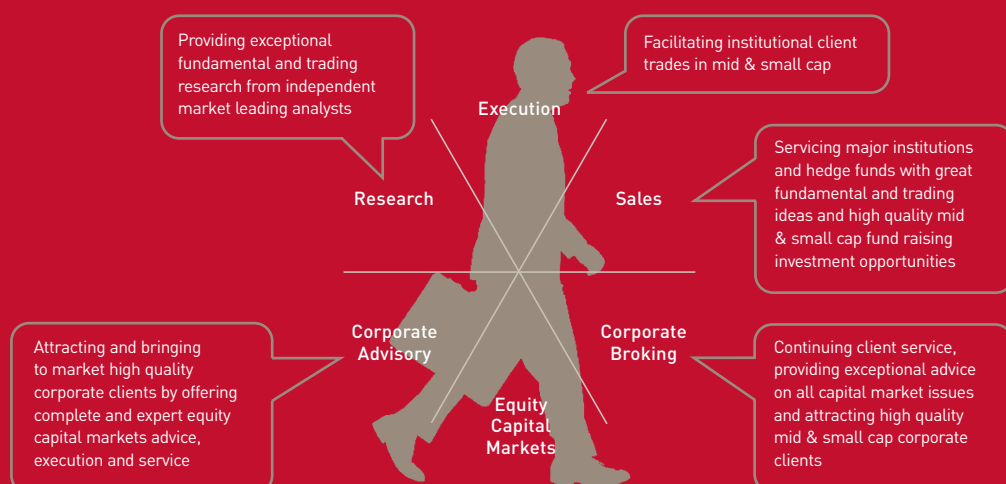 Providing exceptional
fundamental and trading
research from independent
market leading analysts
Facilitating institutional client
trades in mid & small cap
Execution
Research
Sales
Servicing major institutions
and hedge funds with great
fundamental and trading
ideas and high quality mid
& small cap fund raising
investment opportunities
Corporate
Advisory
Corporate
Broking
Attracting and bringing
to market high quality
corporate clients by offering
complete and expert equity
capital markets advice,
execution and service
Equity
Capital
Markets
Continuing client service,
providing exceptional advice
on all capital market issues
and attracting high quality
mid & small cap corporate
clients